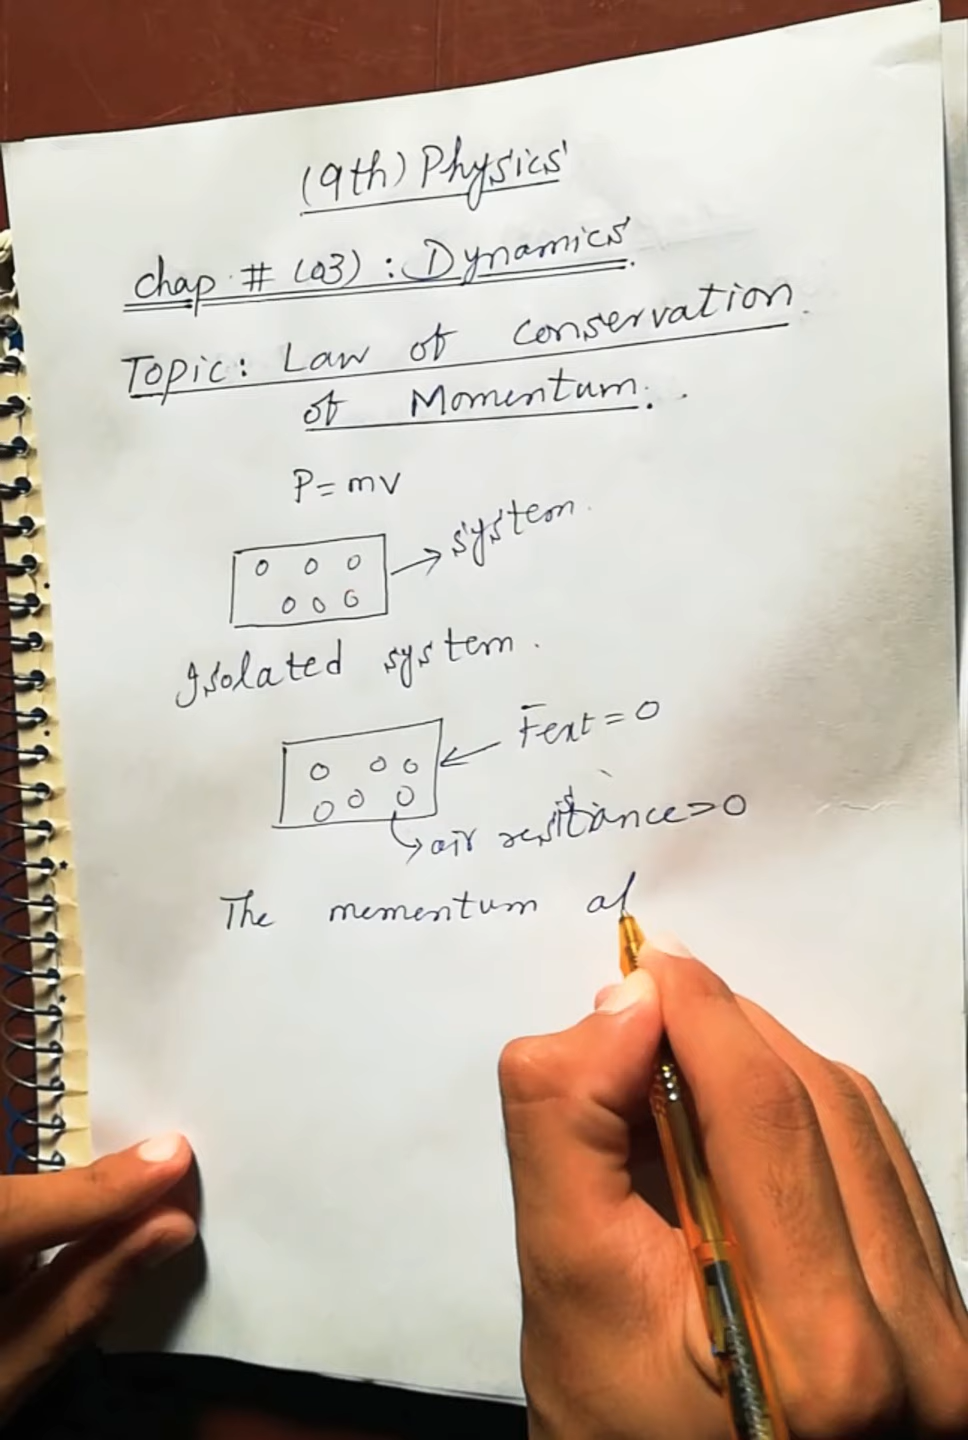 (9th) Physics
Chap # (03) : Dynamics.
Topic: Law of Conservation
of Momentum.
P = mv
system.
Isolated system.
Fext = 0
air resistance = 0
The momentum of